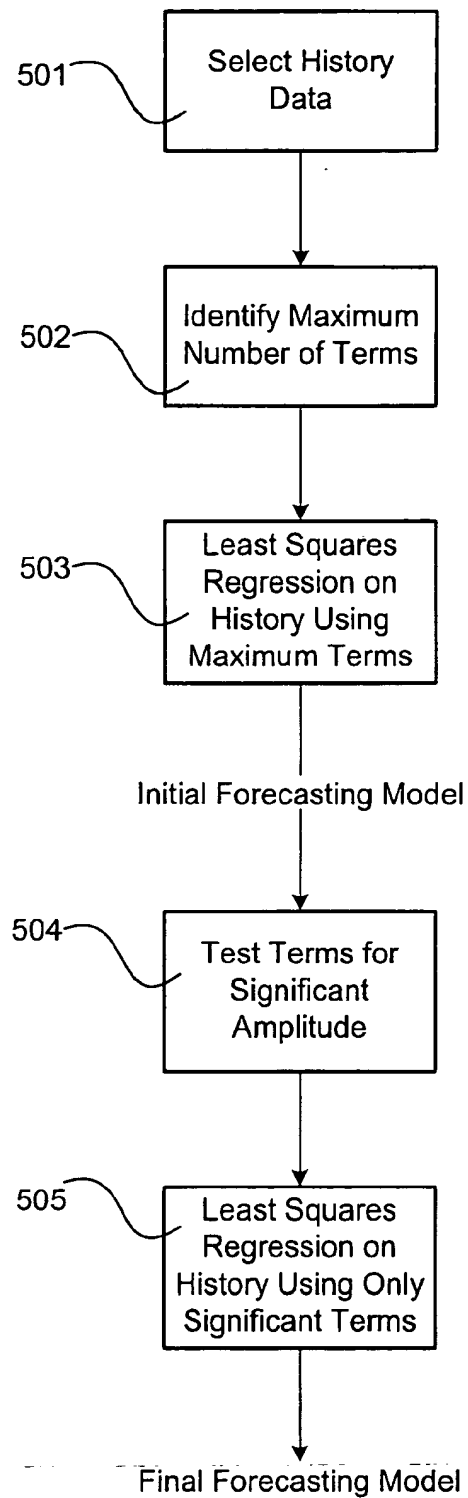 501
Select History
Data
502
Identify Maximum
Number of Terms
503
Least Squares
Regression on
History Using
Maximum Terms
Initial Forecasting Model
504
Test Terms for
Significant
Amplitude
505
Least Squares
Regression on
History Using Only
Significant Terms
Final Forecasting Model